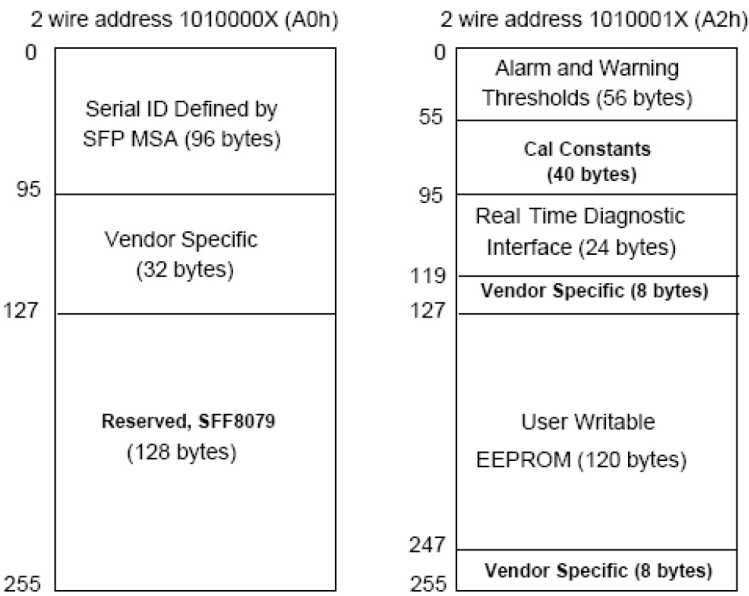 2 wire address 1010000X (A0h)
0
Serial ID Defined by
SFP MSA (96 bytes)
95
Vendor Specific
(32 bytes)
127
Reserved, SFF8079
(128 bytes)
255
2 wire address 1010001X (A2h)
0
Alarm and Warning
Thresholds (56 bytes)
55
Cal Constants
(40 bytes)
95
Real Time Diagnostic
Interface (24 bytes)
119
Vendor Specific (8 bytes)
127
User Writable
EEPROM (120 bytes)
247
Vendor Specific (8 bytes)
255